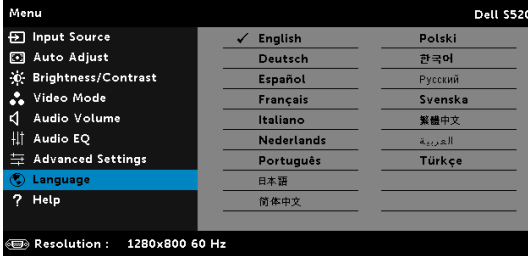 Menu Dell S520
Input Source
Auto Adjust
Brightness/Contrast
Video Mode
Audio Volume
Audio EQ
Advanced Settings
Language
Help
✓ English Polski
Deutsch 한국어
Español Русский
Français Svenska
Italiano 繁體中文
Nederlands العربية
Português Türkçe
日本語
简体中文
Resolution : 1280x800 60 Hz